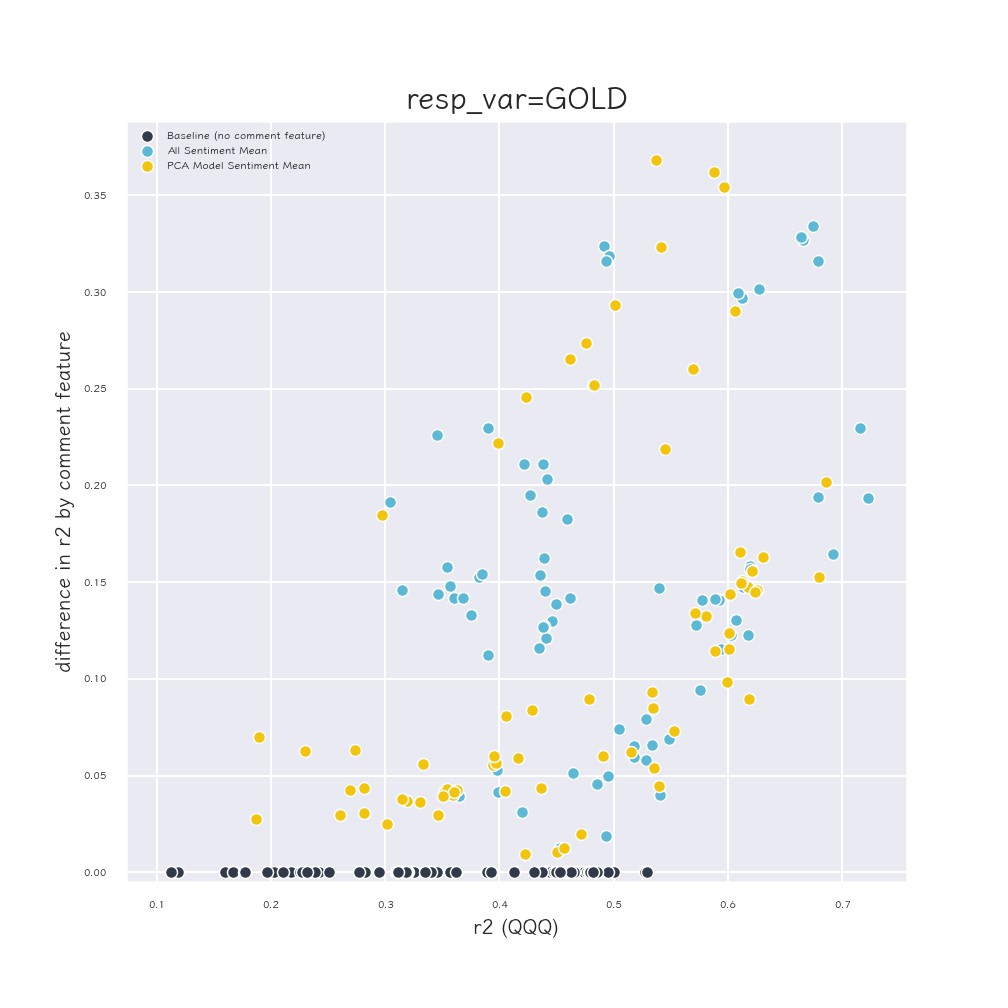 resp_var=GOLD
Baseline (no comment feature)
All Sentiment Mean
PCA Model Sentiment Mean
difference in r2 by comment feature
0.35
0.30
0.25
0.20
0.15
0.10
0.05
0.00
0.1 0.2 0.3 0.4 0.5 0.6 0.7
r2 (QQQ)